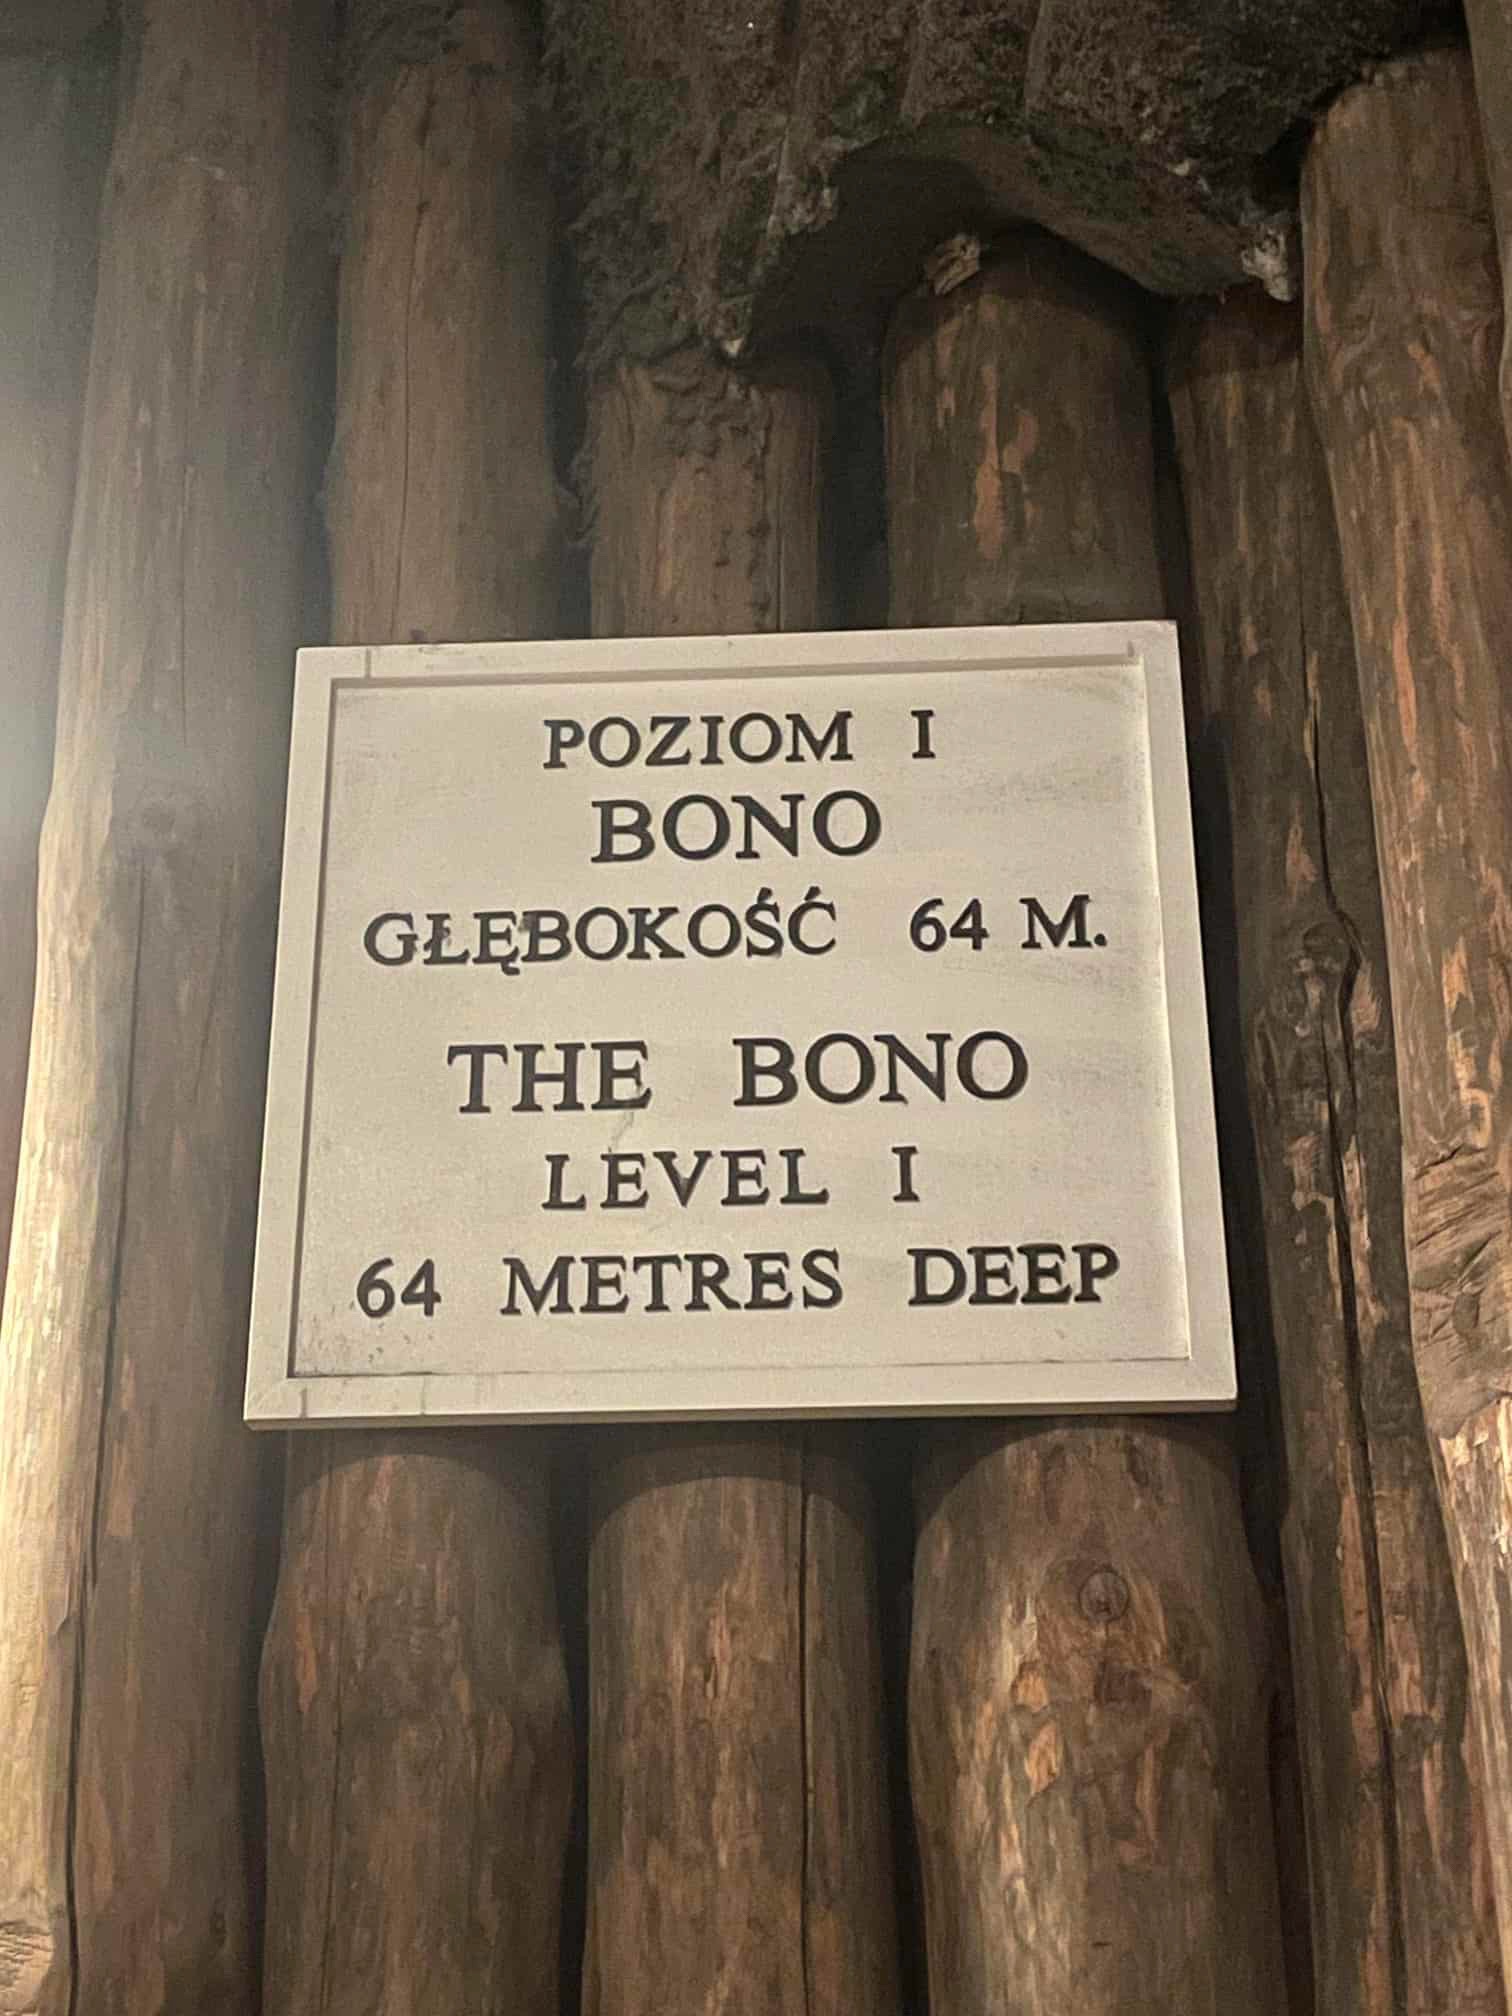 POZIOM I
BONO
GŁĘBOKOŚĆ 64 M.
THE BONO
LEVEL I
64 METRES DEEP